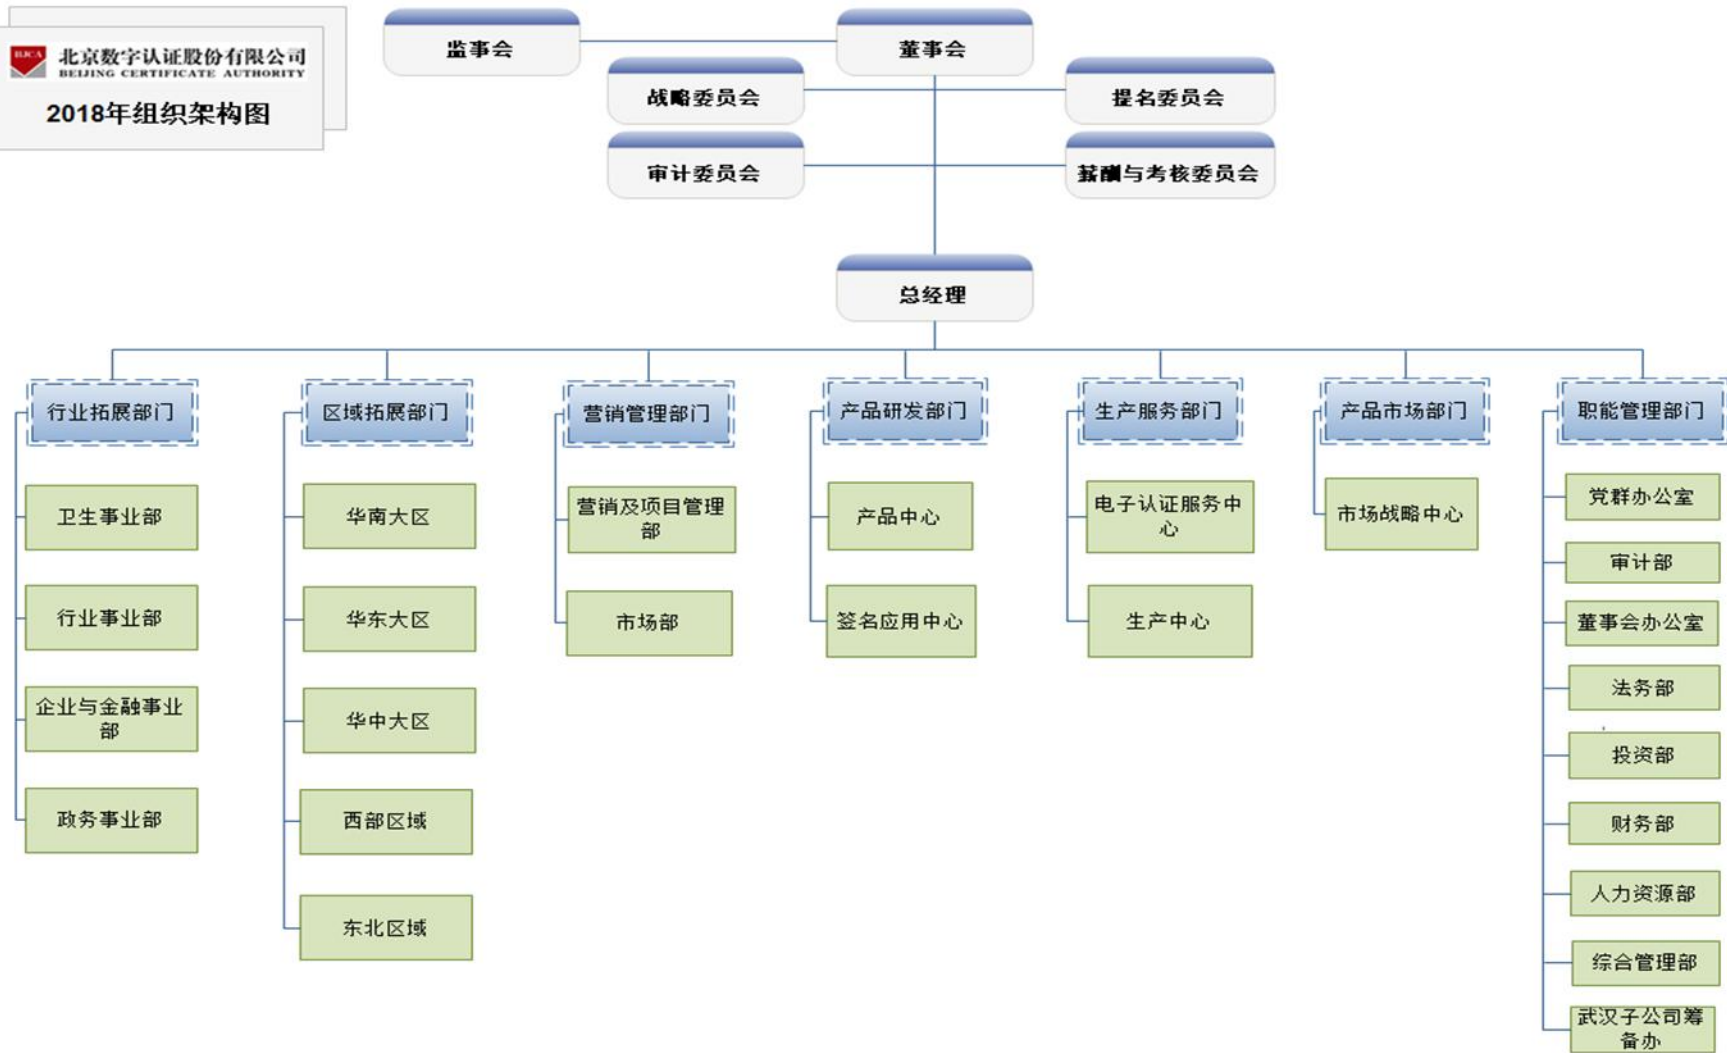 BJCA
北京数字认证股份有限公司
BEIJING CERTIFICATE AUTHORITY
2018年组织架构图
监事会
董事会
战略委员会
提名委员会
审计委员会
薪酬与考核委员会
总经理
行业拓展部门
区域拓展部门
营销管理部门
产品研发部门
生产服务部门
产品市场部门
职能管理部门
卫生事业部
行业事业部
企业与金融事业
部
政务事业部
华南大区
华东大区
华中大区
西部区域
东北区域
营销及项目管理
部
市场部
产品中心
签名应用中心
电子认证服务中
心
生产中心
市场战略中心
党群办公室
审计部
董事会办公室
法务部
投资部
财务部
人力资源部
综合管理部
武汉子公司筹
备办